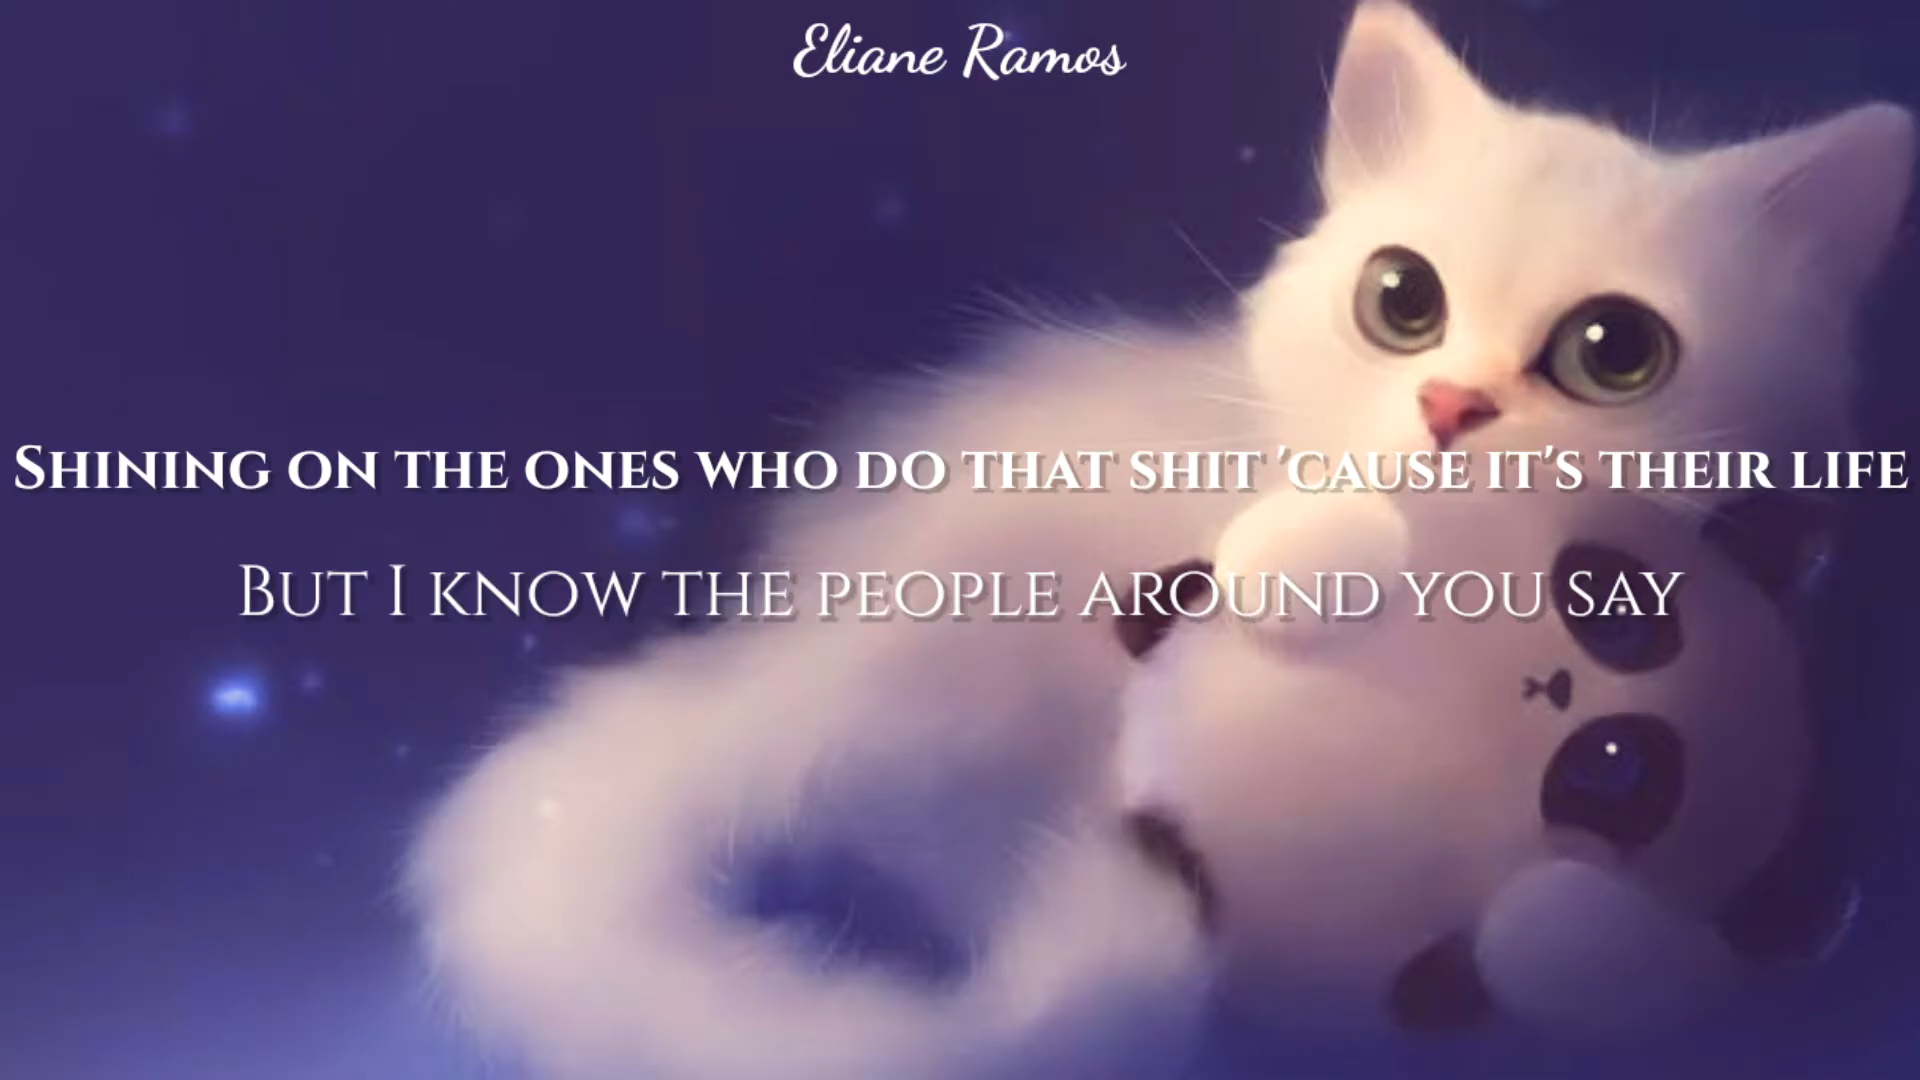 Eliane Ramos
Shining on the ones who do that shit 'cause it's their life
But I know the people around you say